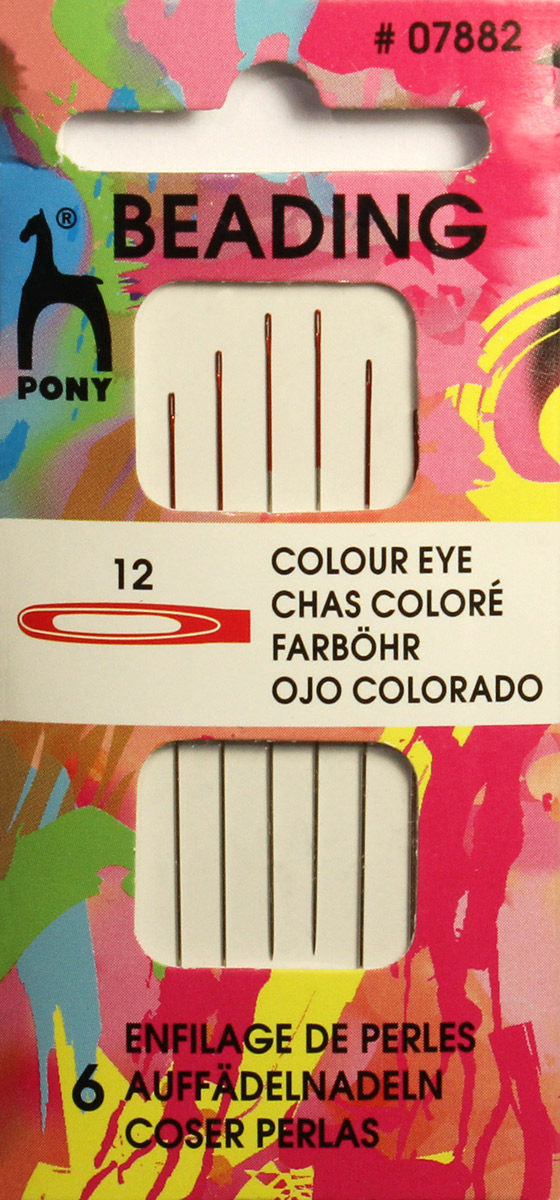 # 07882
BEADING
®
PONY
12
COLOUR EYE
CHAS COLORÉ
FARBÖHR
OJO COLORADO
ENFILAGE DE PERLES
6 AUFFÄDELNADELN
COSER PERLAS